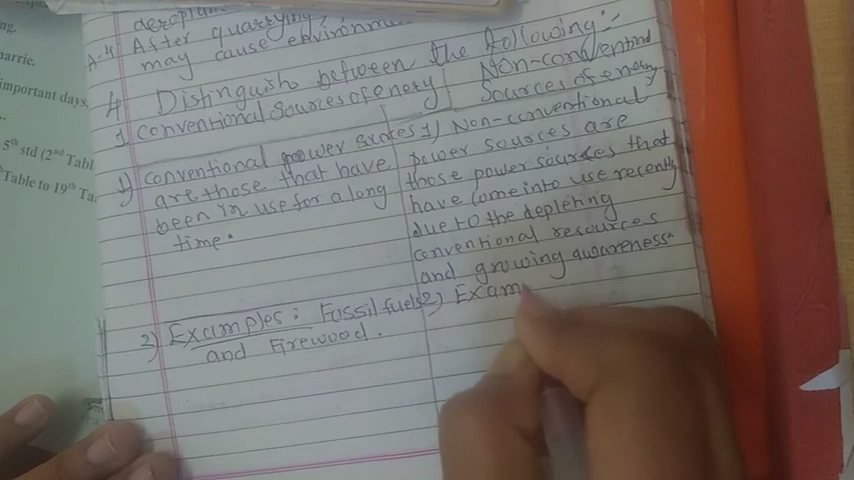 ng.
arrie.
important days,
5th std (2nd Tabl
Table to 19th Ta
A-4 After quarrying,
may cause environm
4 Distinguish between the following:-
1 Conventional Sources of energy
Non-conventional
Sources of energy
1) conventional power sources
are those that have
been in use for a long
time.
1) Non-conventional
power sources are
those power sources that
have come into use recently
due to the depleting
conventional resources
and growing awareness.
2) Examples: Fossil fuels
and Firewood.
2) Exam